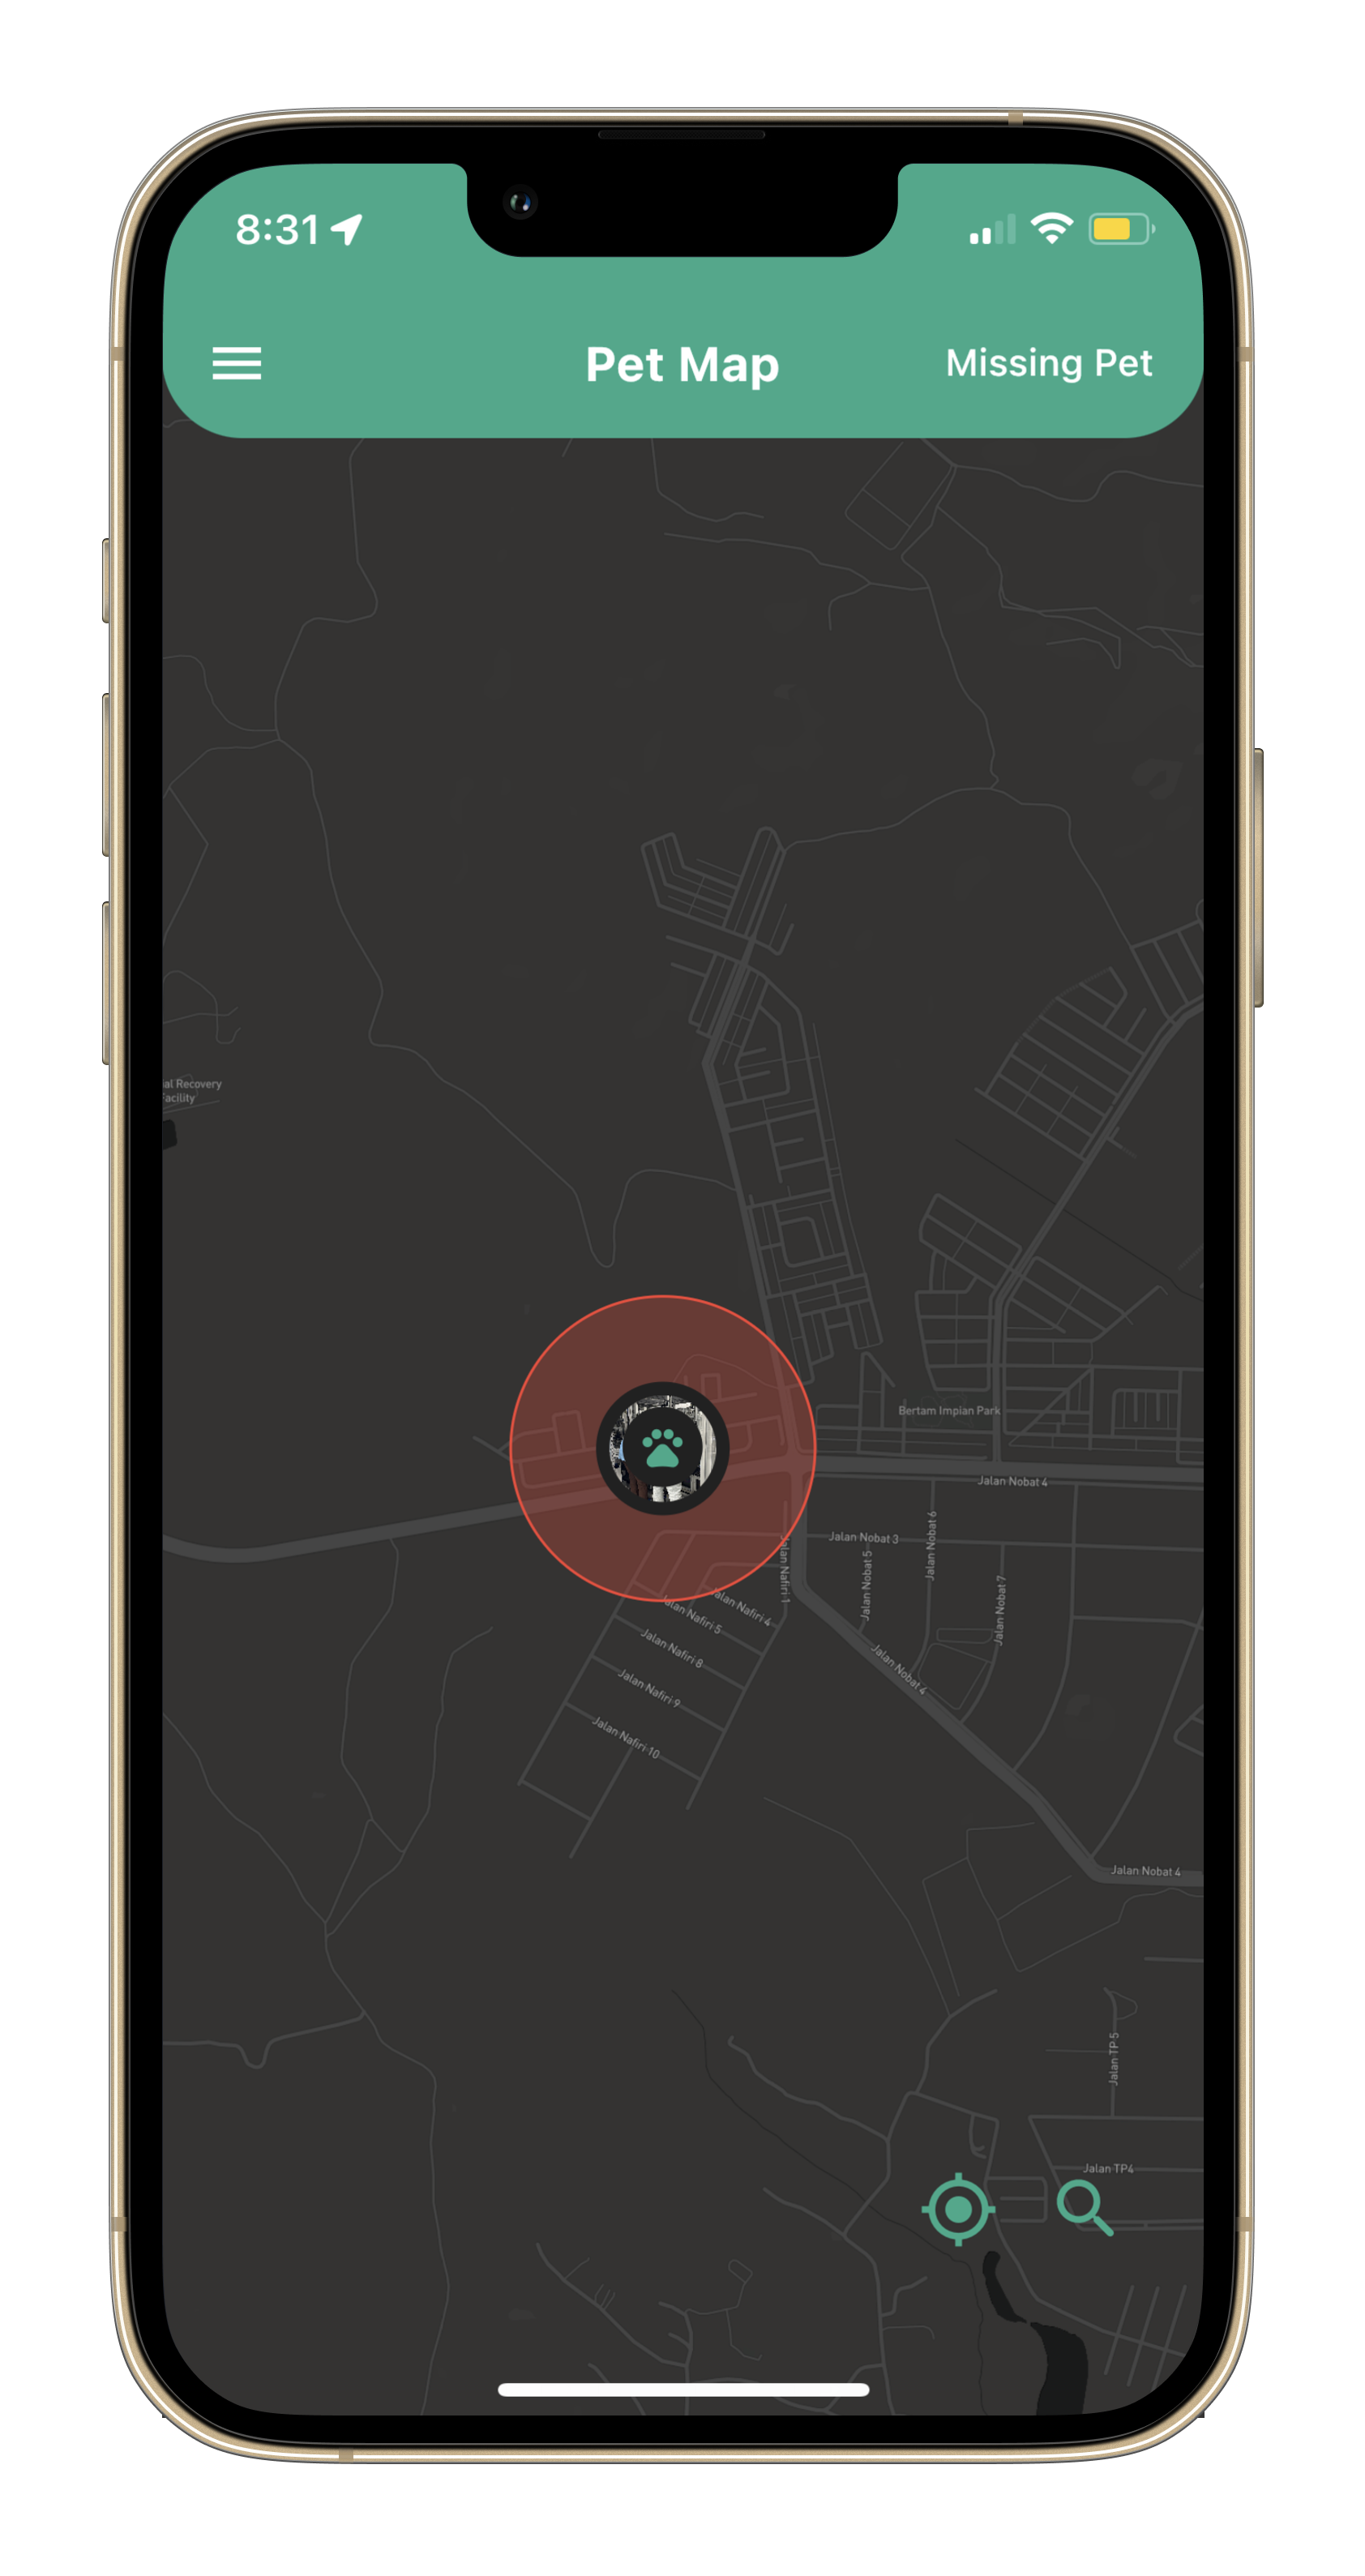 8:31
Pet Map
Missing Pet
al Recovery
Facility
Bertam Impian Park
Jalan Nobat 4
Jalan Nobat 3
Jalan Nobat 6
Jalan Nobat 5
Jalan Nobat 7
Jalan Nafiri 1
Jalan Nafiri 4
Jalan Nafiri 5
Jalan Nafiri 8
Jalan Nafiri 9
Jalan Nafiri 10
Jalan Nobat 4
Jalan Nobat 4
Jalan TP 5
Jalan TP4